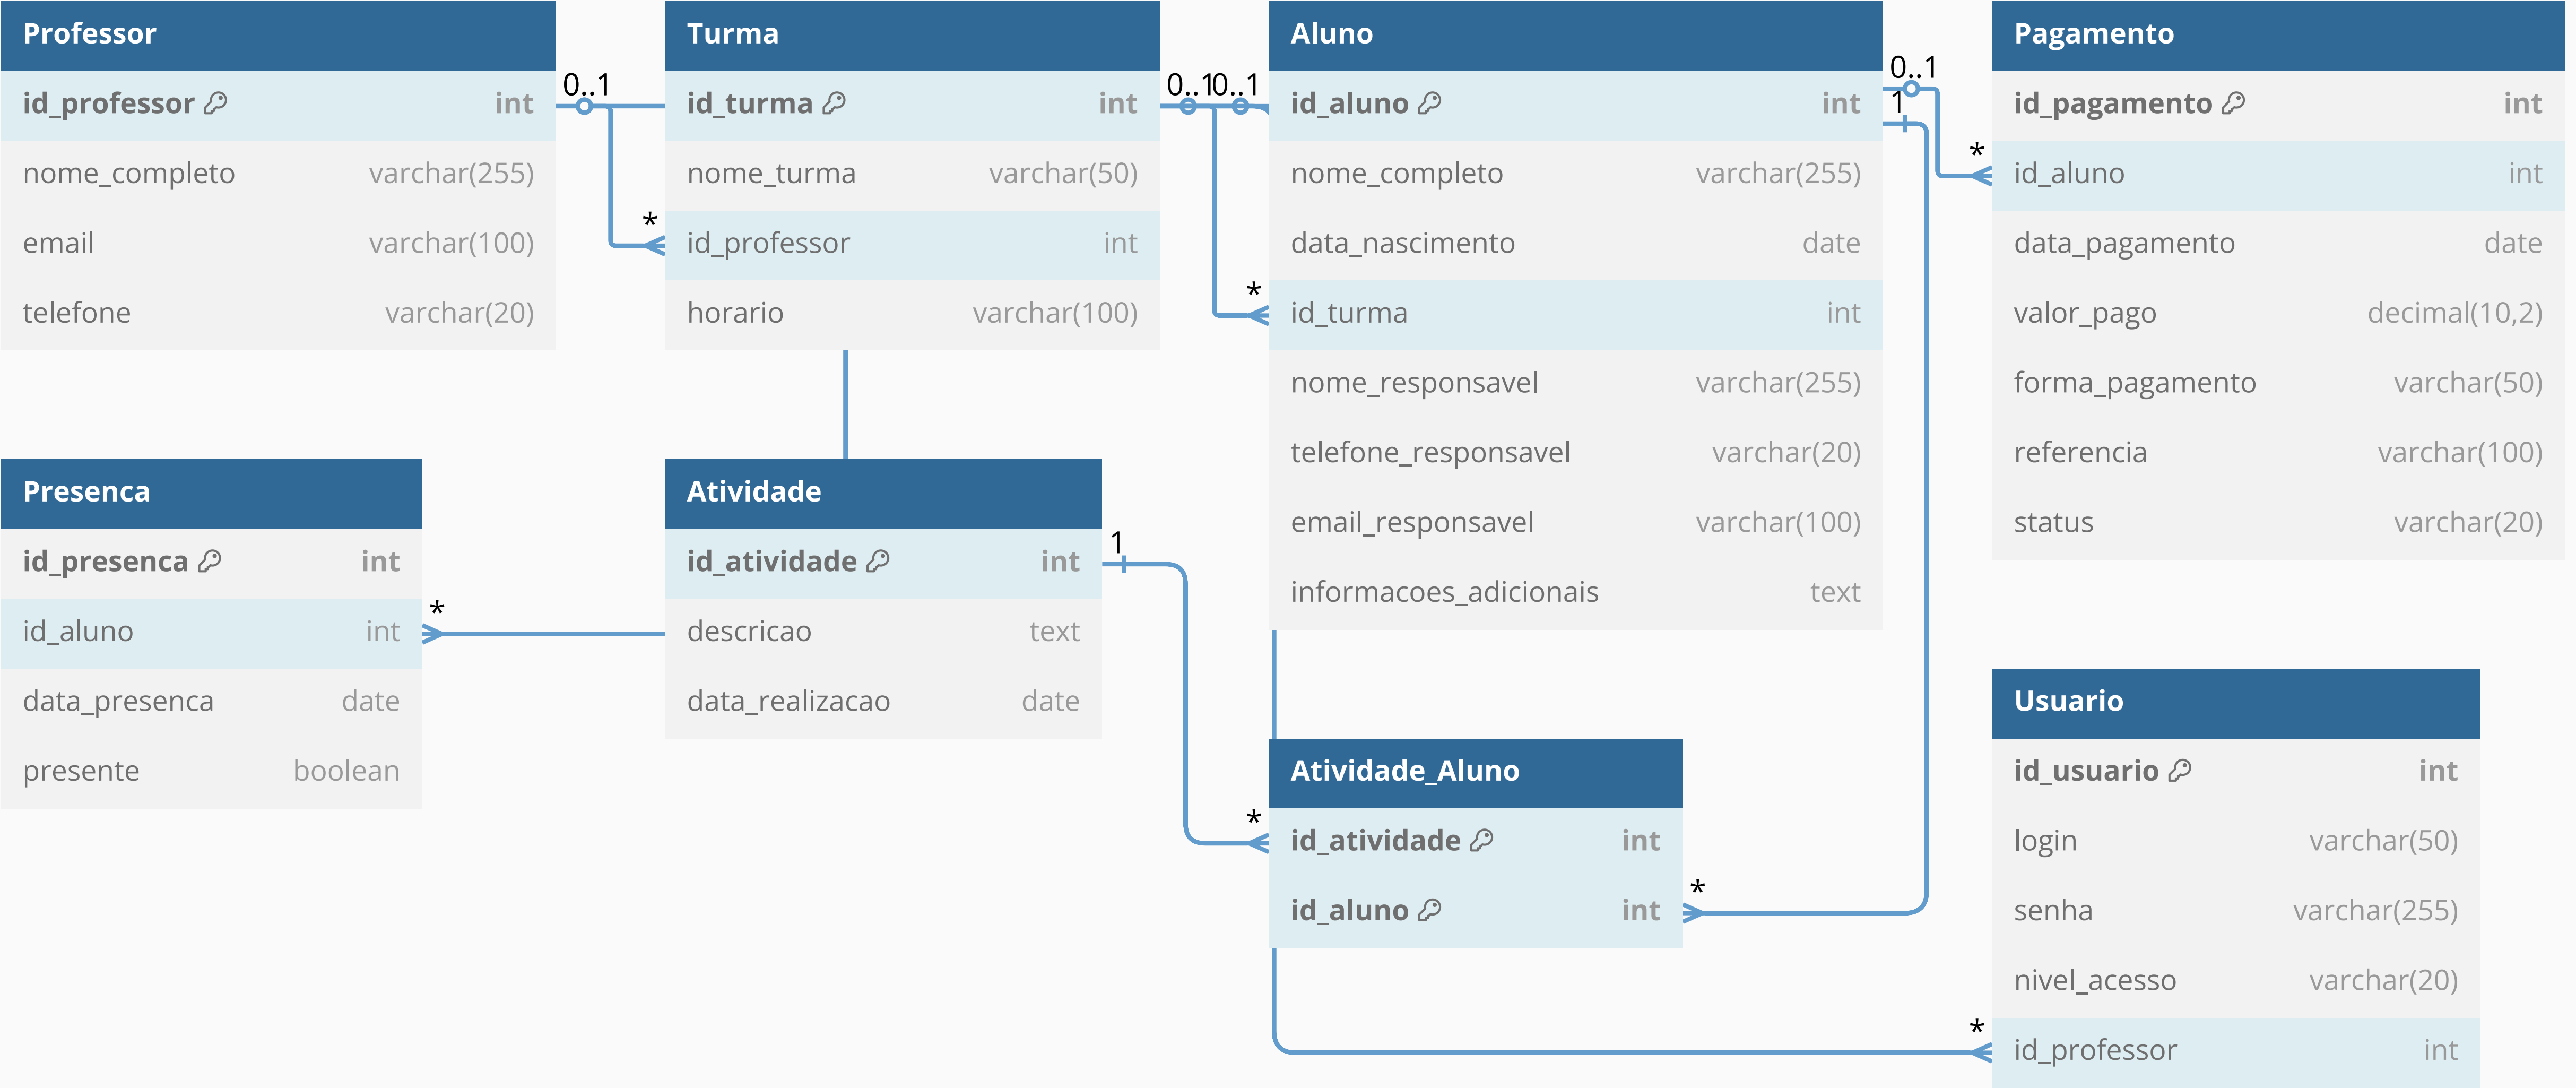 Professor
id_professor int
nome_completo varchar(255)
email varchar(100)
telefone varchar(20)
0..1
*
Turma
id_turma int
nome_turma varchar(50)
id_professor int
horario varchar(100)
0..1
0..1
*
Aluno
id_aluno int
nome_completo varchar(255)
data_nascimento date
id_turma int
nome_responsavel varchar(255)
telefone_responsavel varchar(20)
email_responsavel varchar(100)
informacoes_adicionais text
0..1
1
*
Pagamento
id_pagamento int
id_aluno int
data_pagamento date
valor_pago decimal(10,2)
forma_pagamento varchar(50)
referencia varchar(100)
status varchar(20)
Presenca
id_presenca int
id_aluno int
data_presenca date
presente boolean
*
Atividade
id_atividade int
descricao text
data_realizacao date
1
*
Atividade_Aluno
id_atividade int
id_aluno int
*
Usuario
id_usuario int
login varchar(50)
senha varchar(255)
nivel_acesso varchar(20)
id_professor int
*